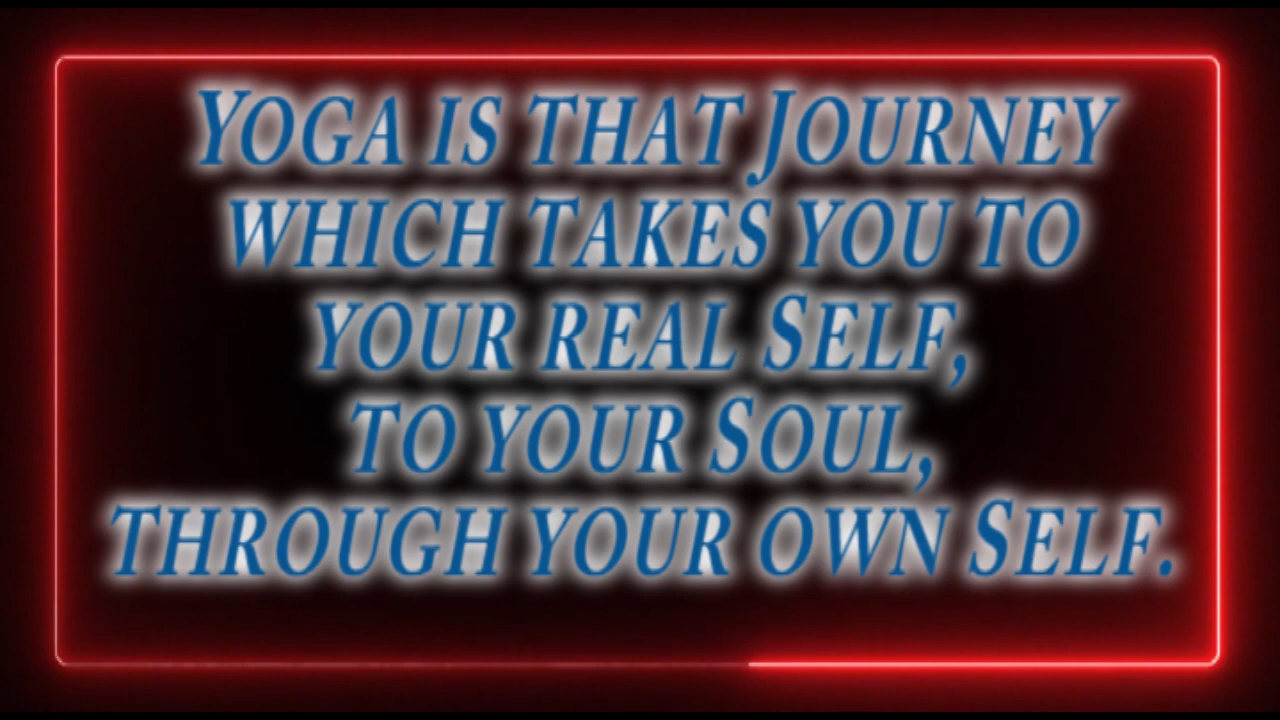 Yoga is that Journey
which takes you to
your real Self,
to your Soul,
through your own Self.